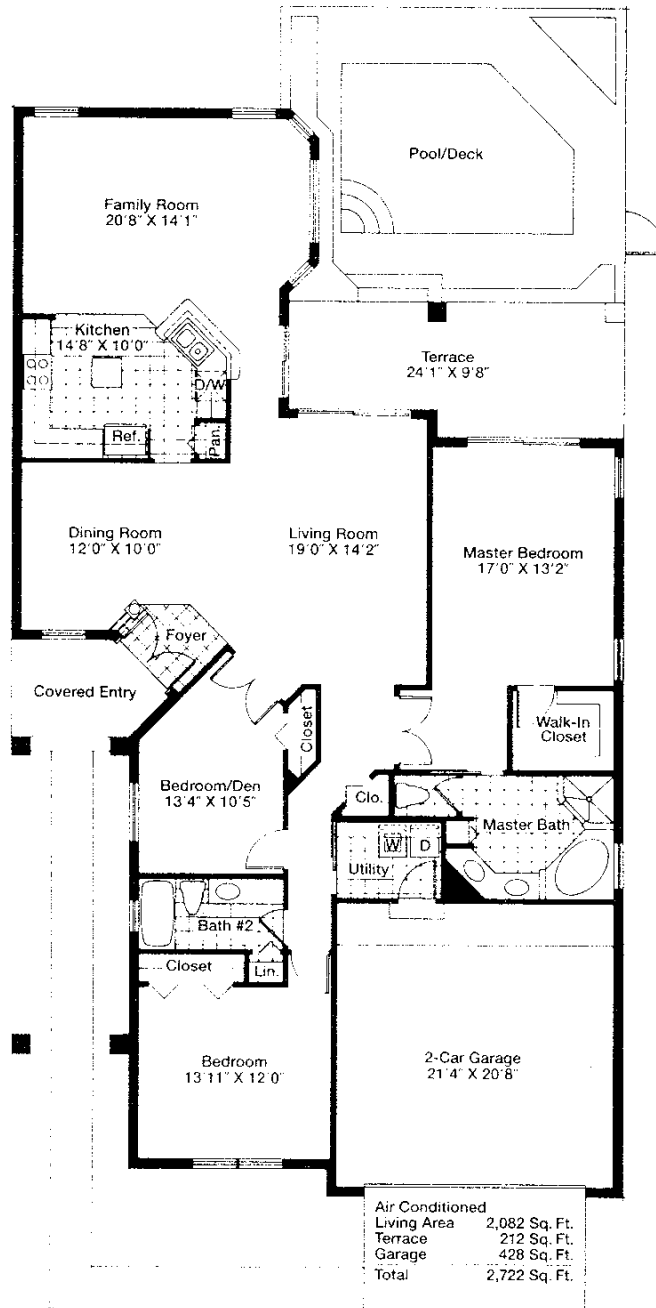 Pool/Deck
Family Room
20'8" X 14'1"
Kitchen
14'8" X 10'0"
D/W
Terrace
24'1" X 9'8"
Ref.
Pan.
Dining Room
12'0" X 10'0"
Living Room
19'0" X 14'2"
Master Bedroom
17'0" X 13'2"
Foyer
Covered Entry
Closet
Walk-In
Closet
Bedroom/Den
13'4" X 10'5"
Clo.
Master Bath
W
D
Utility
Bath #2
Closet
Lin.
Bedroom
13'11" X 12'0"
2-Car Garage
21'4" X 20'8"
Air Conditioned
Living Area 2,082 Sq. Ft.
Terrace 212 Sq. Ft.
Garage 428 Sq. Ft.
Total 2,722 Sq. Ft.